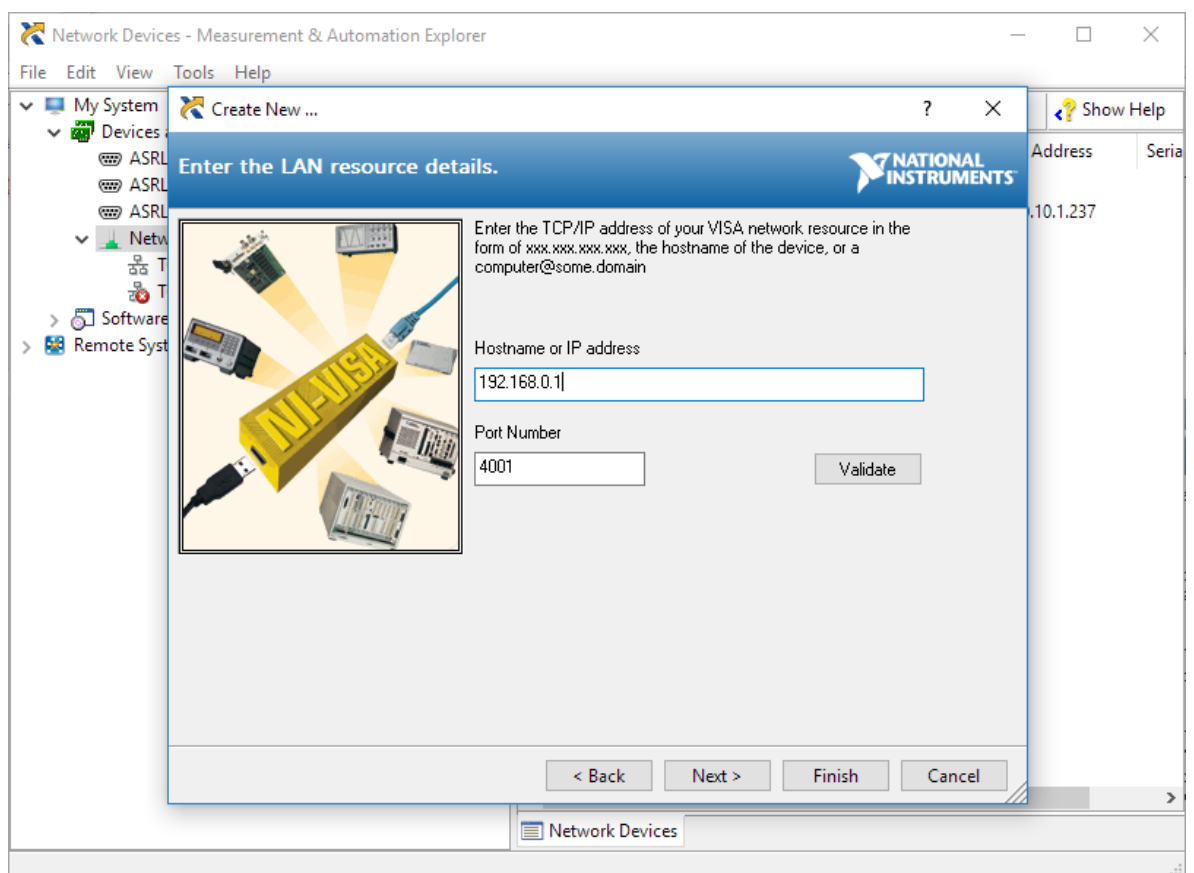 Network Devices - Measurement & Automation Explorer
File Edit View Tools Help
My System
Devices
ASRL
ASRL
ASRL
Netw
T
T
Software
Remote Syst
Create New ...
?
Enter the LAN resource details.
NATIONAL
INSTRUMENTS
Enter the TCP/IP address of your VISA network resource in the
form of xxx.xxx.xxx.xxx, the hostname of the device, or a
computer@some.domain
Hostname or IP address
192.168.0.1
Port Number
4001
Validate
NI-VISA
< Back Next > Finish Cancel
Show Help
Address Seria
.10.1.237
Network Devices